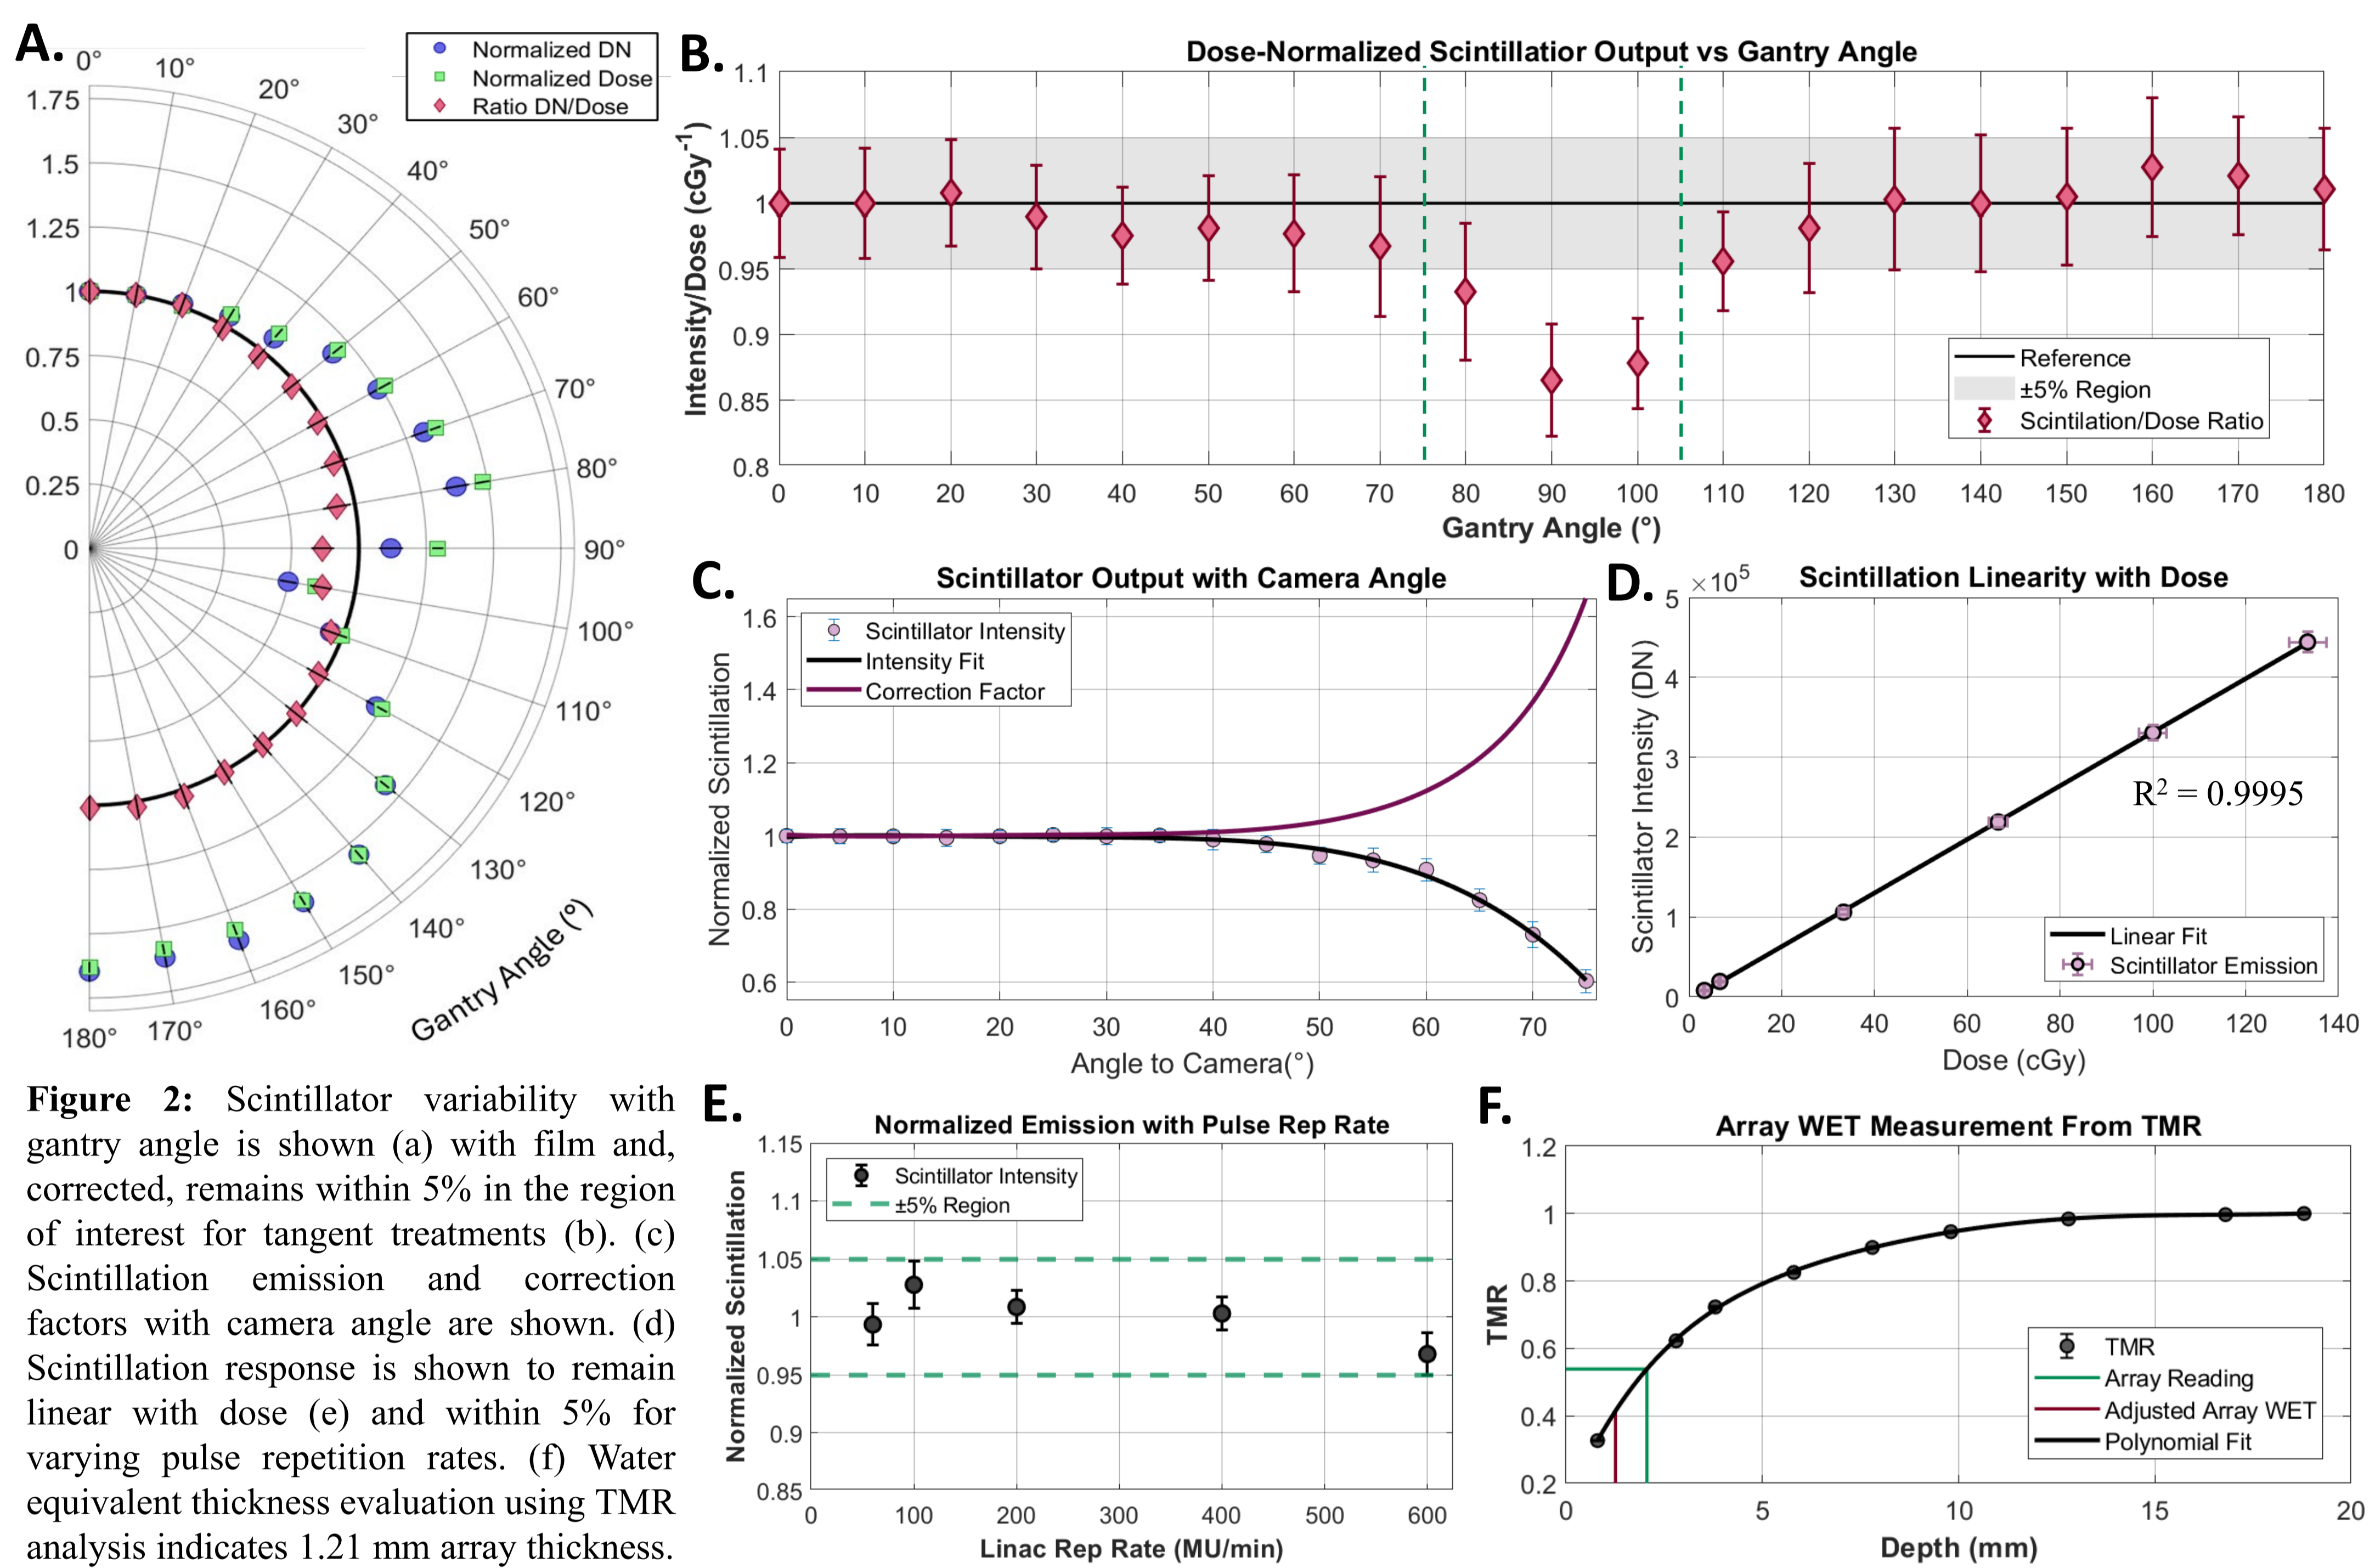 A.
0°
10°
20°
30°
40°
50°
60°
70°
80°
90°
100°
110°
120°
130°
140°
150°
160°
170°
180°
1.75
1.5
1.25
1
0.75
0.5
0.25
0
Normalized DN
Normalized Dose
Ratio DN/Dose
Gantry Angle (°)
B.
Dose-Normalized Scintillatior Output vs Gantry Angle
1.1
1.05
1
0.95
0.9
0.85
0.8
Intensity/Dose (cGy⁻¹)
0 10 20 30 40 50 60 70 80 90 100 110 120 130 140 150 160 170 180
Gantry Angle (°)
Reference
±5% Region
Scintilation/Dose Ratio
C.
Scintillator Output with Camera Angle
1.6
1.4
1.2
1
0.8
0.6
Normalized Scintillation
Scintillator Intensity
Intensity Fit
Correction Factor
0 10 20 30 40 50 60 70
Angle to Camera(°)
D.
×10⁵
Scintillation Linearity with Dose
5
4
3
2
1
0
Scintillator Intensity (DN)
R² = 0.9995
Linear Fit
Scintillator Emission
0 20 40 60 80 100 120 140
Dose (cGy)
E.
Normalized Emission with Pulse Rep Rate
1.15
1.1
1.05
1
0.95
0.9
0.85
Normalized Scintillation
Scintillator Intensity
±5% Region
0 100 200 300 400 500 600
Linac Rep Rate (MU/min)
F.
Array WET Measurement From TMR
1.2
1
0.8
0.6
0.4
0.2
TMR
TMR
Array Reading
Adjusted Array WET
Polynomial Fit
0 5 10 15 20
Depth (mm)
Figure 2: Scintillator variability with
gantry angle is shown (a) with film and,
corrected, remains within 5% in the region
of interest for tangent treatments (b). (c)
Scintillation emission and correction
factors with camera angle are shown. (d)
Scintillation response is shown to remain
linear with dose (e) and within 5% for
varying pulse repetition rates. (f) Water
equivalent thickness evaluation using TMR
analysis indicates 1.21 mm array thickness.